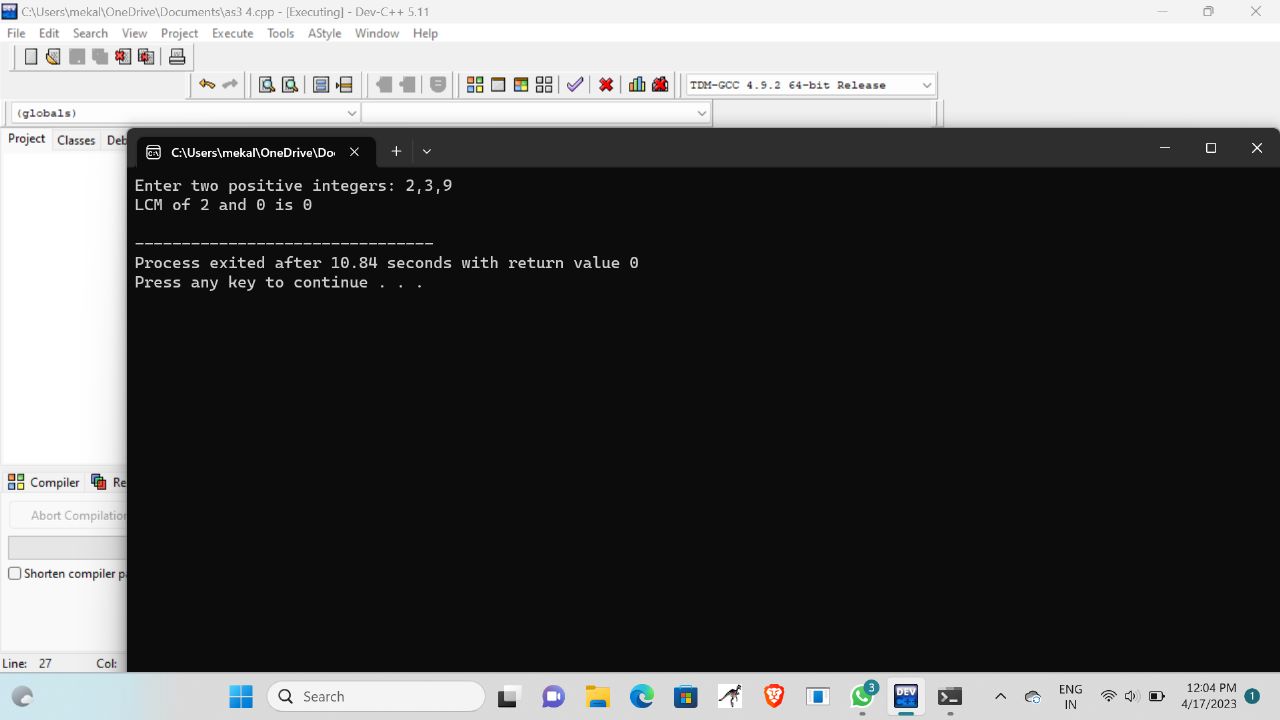 C:\Users\mekal\OneDrive\Documents\as3 4.cpp - [Executing] - Dev-C++ 5.11
File Edit Search View Project Execute Tools AStyle Window Help
TDM-GCC 4.9.2 64-bit Release
(globals)
Project Classes Deb
C:\Users\mekal\OneDrive\Do
Enter two positive integers: 2,3,9
LCM of 2 and 0 is 0
--------------------------------
Process exited after 10.84 seconds with return value 0
Press any key to continue . . .
Compiler Re
Abort Compilation
Shorten compiler pa
Line: 27 Col:
Search
3
DEV
ENG
IN
12:04 PM
4/17/2023
1